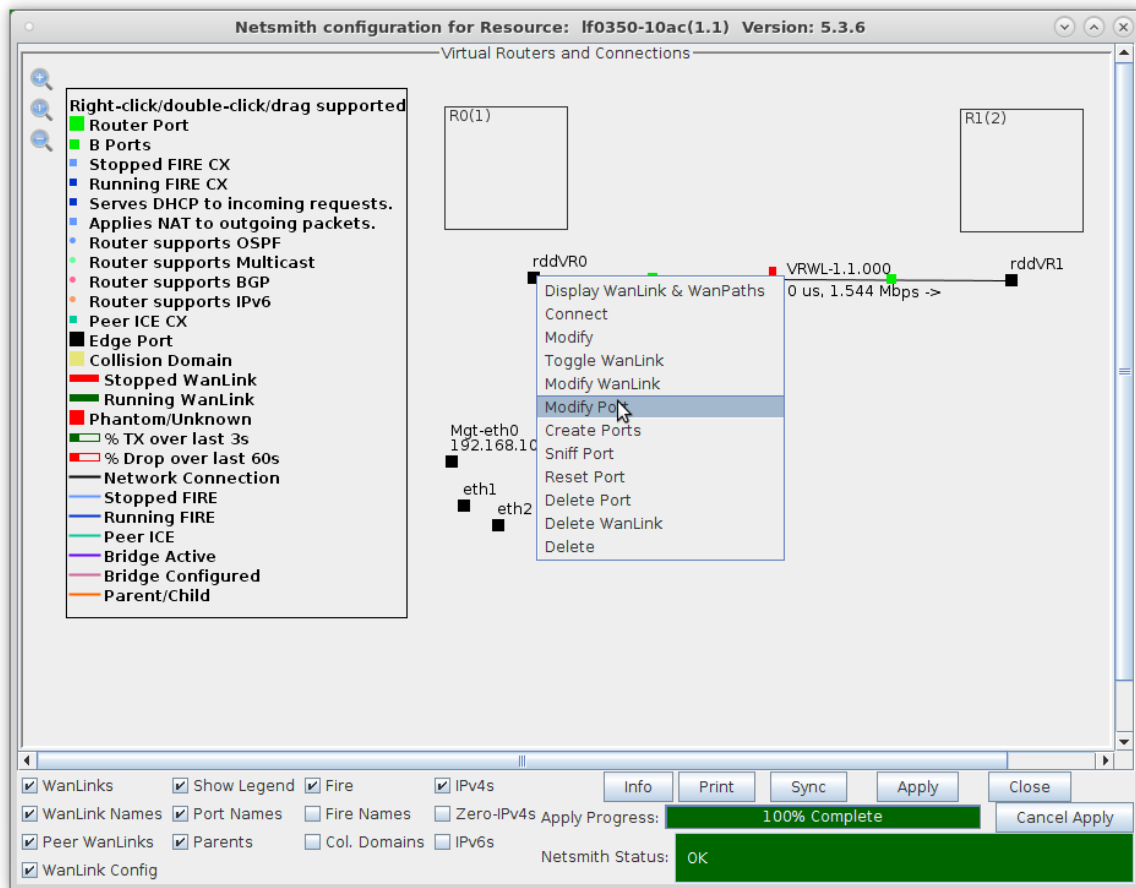 Netsmith configuration for Resource:  lf0350-10ac(1.1)  Version: 5.3.6
Virtual Routers and Connections
Right-click/double-click/drag supported
Router Port
B Ports
Stopped FIRE CX
Running FIRE CX
Serves DHCP to incoming requests.
Applies NAT to outgoing packets.
Router supports OSPF
Router supports Multicast
Router supports BGP
Router supports IPv6
Peer ICE CX
Edge Port
Collision Domain
Stopped WanLink
Running WanLink
Phantom/Unknown
% TX over last 3s
% Drop over last 60s
Network Connection
Stopped FIRE
Running FIRE
Peer ICE
Bridge Active
Bridge Configured
Parent/Child
R0(1)
R1(2)
rddVR0
VRWL-1.1.000
rddVR1
0 us, 1.544 Mbps ->
Mgt-eth0
192.168.10
eth1
eth2
Display WanLink & WanPaths
Connect
Modify
Toggle WanLink
Modify WanLink
Modify Port
Create Ports
Sniff Port
Reset Port
Delete Port
Delete WanLink
Delete
WanLinks
Show Legend
Fire
IPv4s
Info
Print
Sync
Apply
Close
WanLink Names
Port Names
Fire Names
Zero-IPv4s
Apply Progress:
100% Complete
Cancel Apply
Peer WanLinks
Parents
Col. Domains
IPv6s
Netsmith Status:
OK
WanLink Config